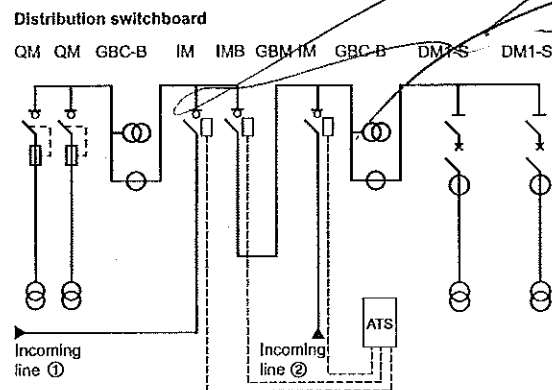 Distribution switchboard
QM QM GBC-B IM IMB GBM IM GBC-B DM1-S DM1-S
ATS
Incoming
line ①
Incoming
line ②